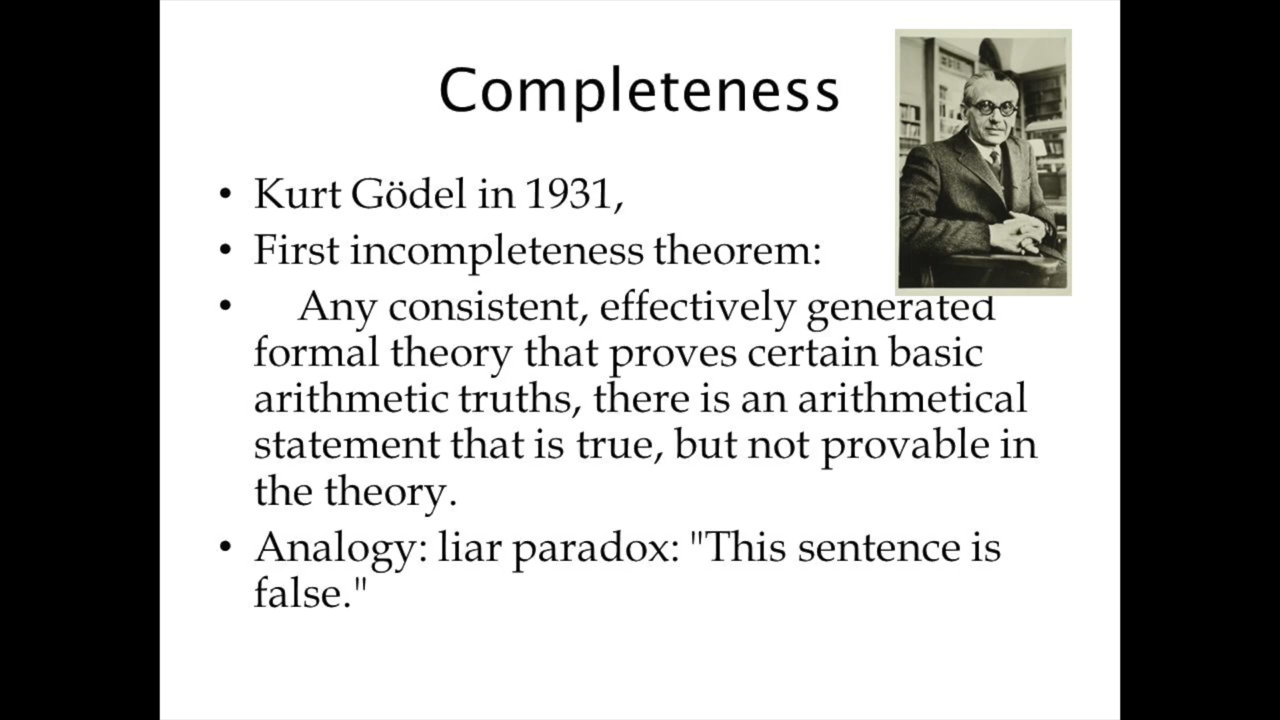 Completeness
• Kurt Gödel in 1931,
• First incompleteness theorem:
• Any consistent, effectively generated
formal theory that proves certain basic
arithmetic truths, there is an arithmetical
statement that is true, but not provable in
the theory.
• Analogy: liar paradox: "This sentence is
false."